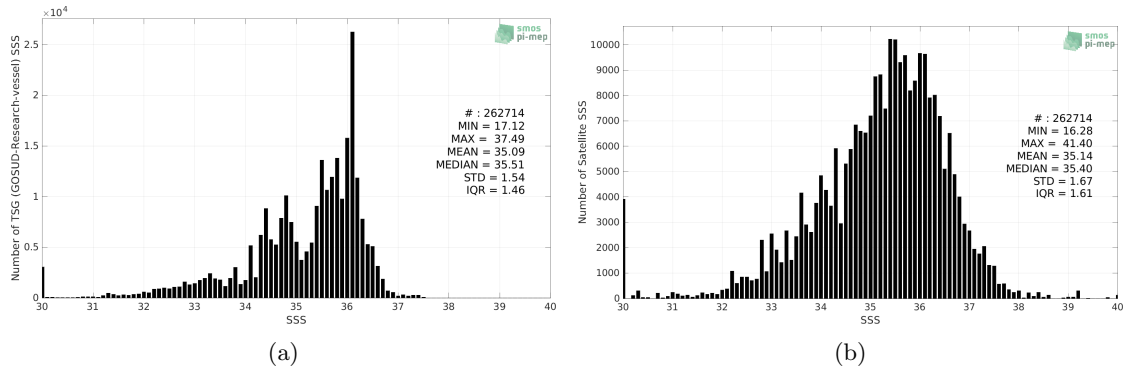 ×10⁴
smos
pi-mep
Number of TSG (GOSUD-Research-vessel) SSS
2.5
2
1.5
1
0.5
0
# : 262714
MIN = 17.12
MAX = 37.49
MEAN = 35.09
MEDIAN = 35.51
STD = 1.54
IQR = 1.46
30 31 32 33 34 35 36 37 38 39 40
SSS
(a)
smos
pi-mep
Number of Satellite SSS
10000
9000
8000
7000
6000
5000
4000
3000
2000
1000
0
# : 262714
MIN = 16.28
MAX = 41.40
MEAN = 35.14
MEDIAN = 35.40
STD = 1.67
IQR = 1.61
30 31 32 33 34 35 36 37 38 39 40
SSS
(b)